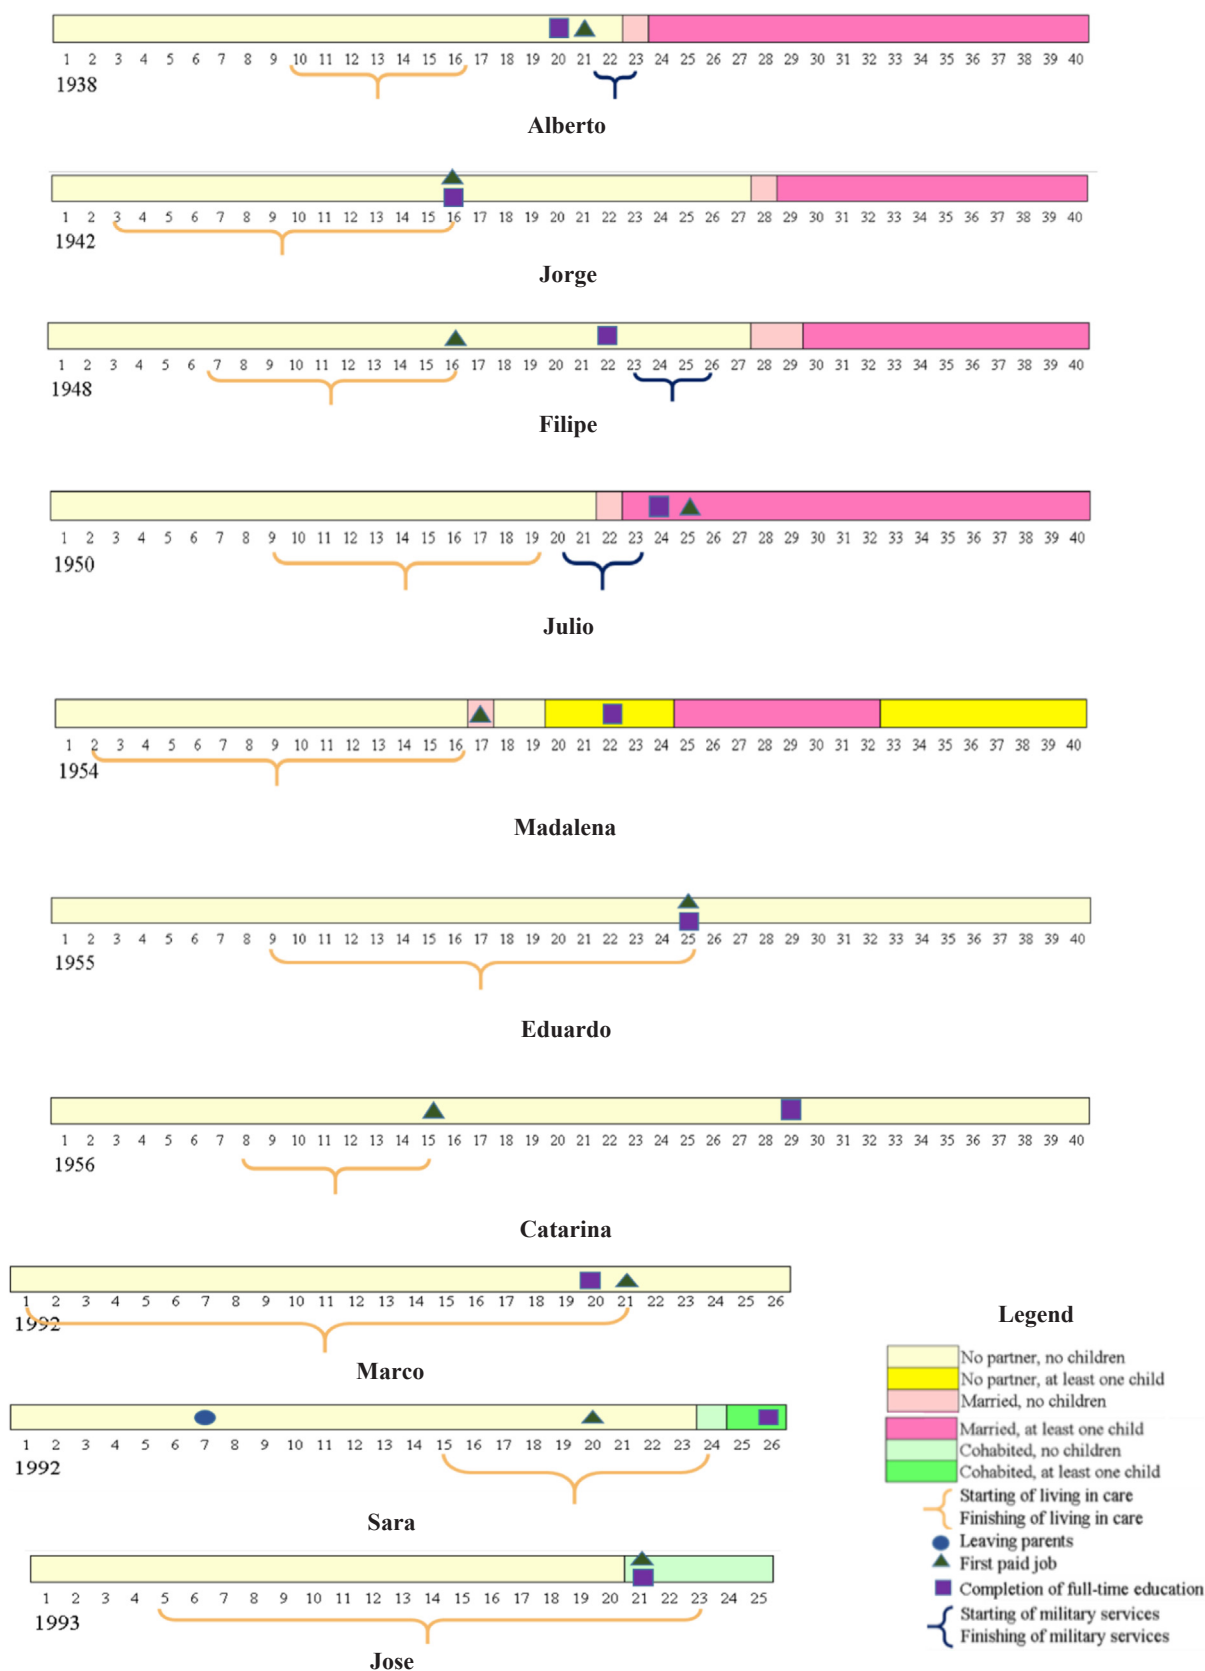 1 2 3 4 5 6 7 8 9 10 11 12 13 14 15 16 17 18 19 20 21 22 23 24 25 26 27 28 29 30 31 32 33 34 35 36 37 38 39 40
1938
Alberto
1 2 3 4 5 6 7 8 9 10 11 12 13 14 15 16 17 18 19 20 21 22 23 24 25 26 27 28 29 30 31 32 33 34 35 36 37 38 39 40
1942
Jorge
1 2 3 4 5 6 7 8 9 10 11 12 13 14 15 16 17 18 19 20 21 22 23 24 25 26 27 28 29 30 31 32 33 34 35 36 37 38 39 40
1948
Filipe
1 2 3 4 5 6 7 8 9 10 11 12 13 14 15 16 17 18 19 20 21 22 23 24 25 26 27 28 29 30 31 32 33 34 35 36 37 38 39 40
1950
Julio
1 2 3 4 5 6 7 8 9 10 11 12 13 14 15 16 17 18 19 20 21 22 23 24 25 26 27 28 29 30 31 32 33 34 35 36 37 38 39 40
1954
Madalena
1 2 3 4 5 6 7 8 9 10 11 12 13 14 15 16 17 18 19 20 21 22 23 24 25 26 27 28 29 30 31 32 33 34 35 36 37 38 39 40
1955
Eduardo
1 2 3 4 5 6 7 8 9 10 11 12 13 14 15 16 17 18 19 20 21 22 23 24 25 26 27 28 29 30 31 32 33 34 35 36 37 38 39 40
1956
Catarina
1 2 3 4 5 6 7 8 9 10 11 12 13 14 15 16 17 18 19 20 21 22 23 24 25 26
1992
Marco
1 2 3 4 5 6 7 8 9 10 11 12 13 14 15 16 17 18 19 20 21 22 23 24 25 26
1992
Sara
1 2 3 4 5 6 7 8 9 10 11 12 13 14 15 16 17 18 19 20 21 22 23 24 25
1993
Jose
Legend
No partner, no children
No partner, at least one child
Married, no children
Married, at least one child
Cohabited, no children
Cohabited, at least one child
Starting of living in care
Finishing of living in care
Leaving parents
First paid job
Completion of full-time education
Starting of military services
Finishing of military services